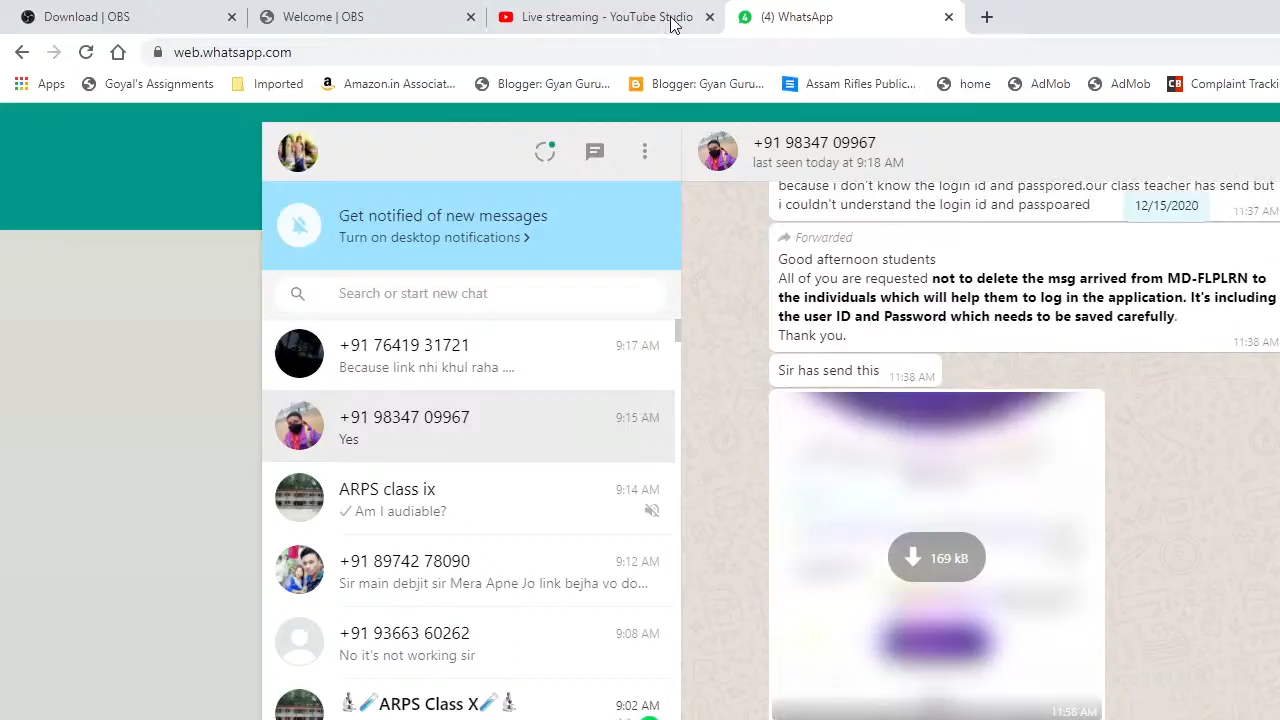 Download | OBS
Welcome | OBS
Live streaming - YouTube Studio
(4) WhatsApp
web.whatsapp.com
Apps
Goyal's Assignments
Imported
Amazon.in Associat...
Blogger: Gyan Guru...
Blogger: Gyan Guru...
Assam Rifles Public...
home
AdMob
AdMob
CB
Complaint Tracki
+91 98347 09967
last seen today at 9:18 AM
Get notified of new messages
Turn on desktop notifications >
Search or start new chat
+91 76419 31721
9:17 AM
Because link nhi khul raha ....
+91 98347 09967
9:15 AM
Yes
ARPS class ix
9:14 AM
✓ Am I audiable?
+91 89742 78090
9:12 AM
Sir main debjit sir Mera Apne Jo link bejha vo do...
+91 93663 60262
9:08 AM
No it's not working sir
ARPS Class X
9:02 AM
because i don't know the login id and passpored.our class teacher has send but
i couldn't understand the login id and passpoared
12/15/2020
11:37 AM
Forwarded
Good afternoon students
All of you are requested not to delete the msg arrived from MD-FLPLRN to
the individuals which will help them to log in the application. It's including
the user ID and Password which needs to be saved carefully.
Thank you.
11:38 AM
Sir has send this
11:38 AM
169 kB
11:58 AM